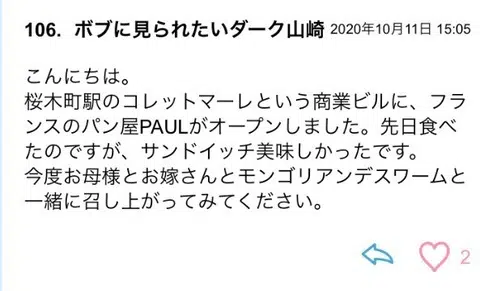 106. ボブに見られたいダーク山崎 2020年10月11日 15:05
こんにちは。
桜木町駅のコレットマーレという商業ビルに、フラ
ンスのパン屋PAULがオープンしました。先日食べ
たのですが、サンドイッチ美味しかったです。
今度お母様とお嫁さんとモンゴリアンデスワームと
一緒に召し上がってみてください。
2